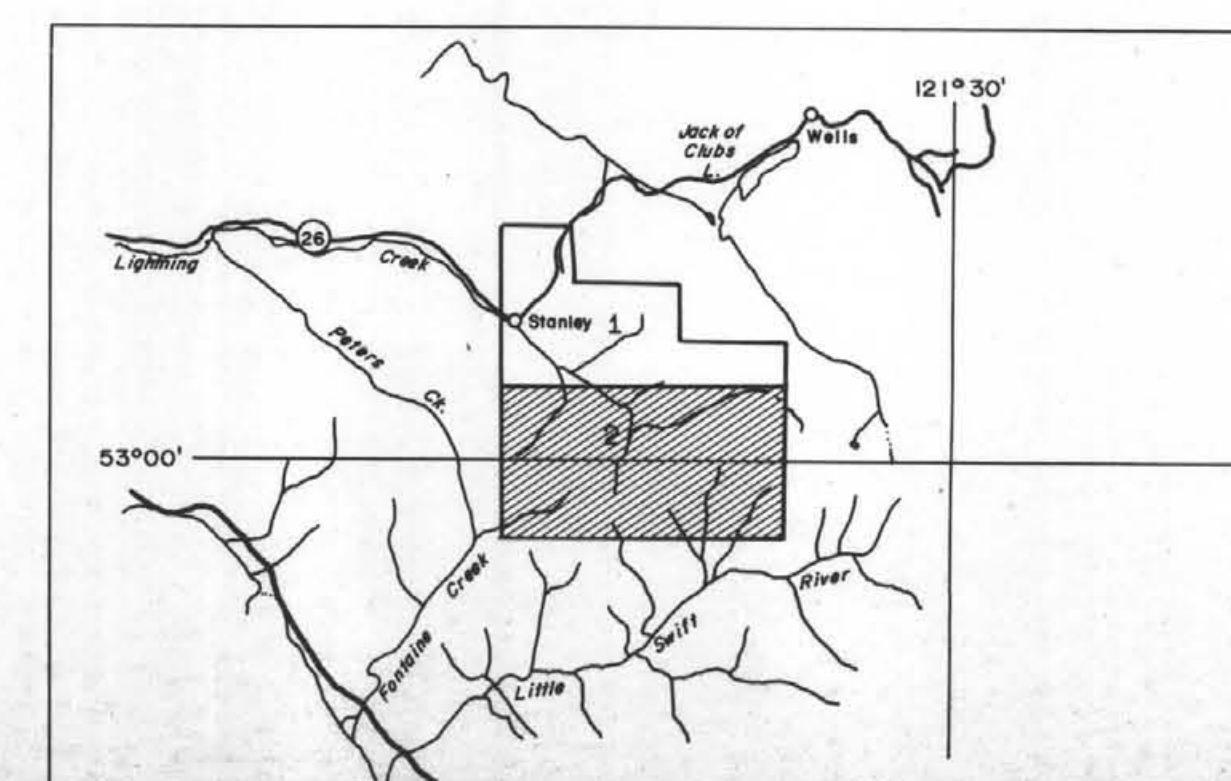 121° 30'
Jack of
Clubs
L.
Wells
26
Lightning
Creek
Stanley
1
Peters
Ck.
2
53°00'
Fontaine
Creek
Little
Swift
River